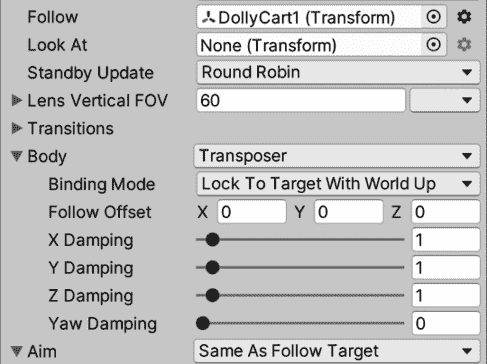 Follow DollyCart1 (Transform)
Look At None (Transform)
Standby Update Round Robin
Lens Vertical FOV 60
Transitions
Body Transposer
Binding Mode Lock To Target With World Up
Follow Offset X 0 Y 0 Z 0
X Damping 1
Y Damping 1
Z Damping 1
Yaw Damping 0
Aim Same As Follow Target